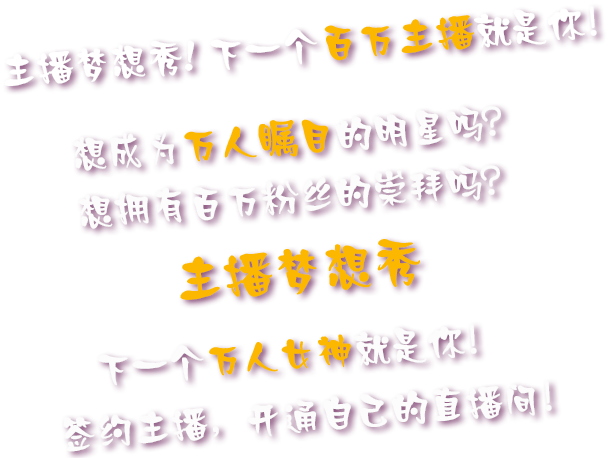 主播梦想秀!下一个百万主播就是你!
想成为万人瞩目的明星吗?
想拥有百万粉丝的崇拜吗?
主播梦想秀
下一个万人女神就是你!
签约主播，开通自己的直播间!